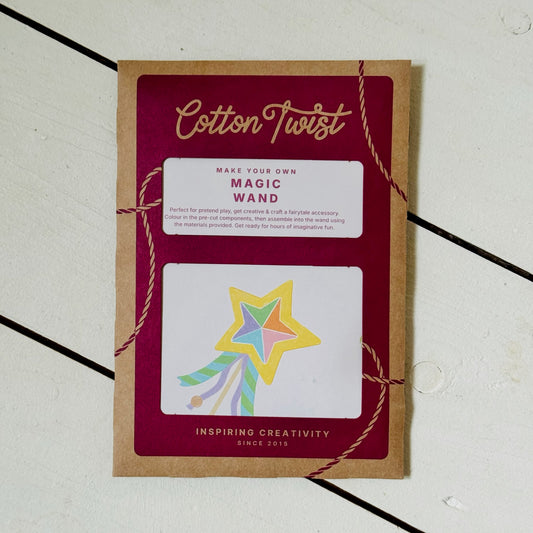 Cotton Twist
MAKE YOUR OWN
MAGIC
WAND
Perfect for pretend play, get creative & craft a fairytale accessory.
Colour in the pre-cut components, then assemble into the wand using
the materials provided. Get ready for hours of imaginative fun.
INSPIRING CREATIVITY
SINCE 2015